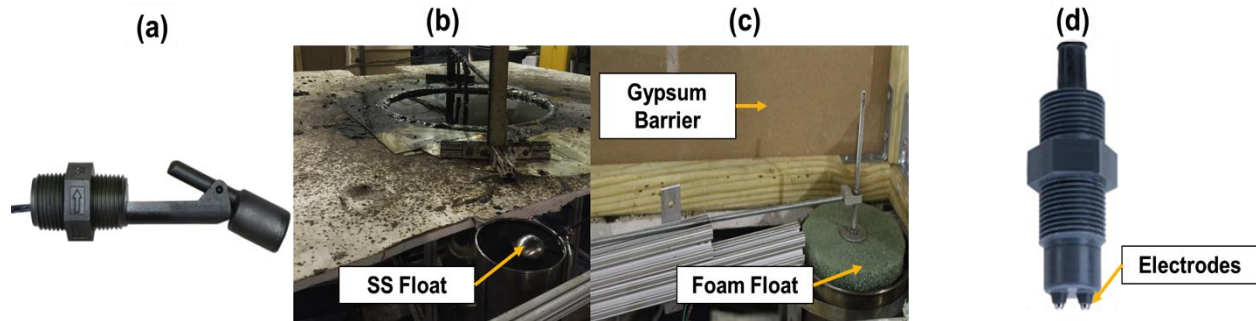 (a)
(b)
(c)
(d)
Gypsum
Barrier
SS Float
Foam Float
Electrodes